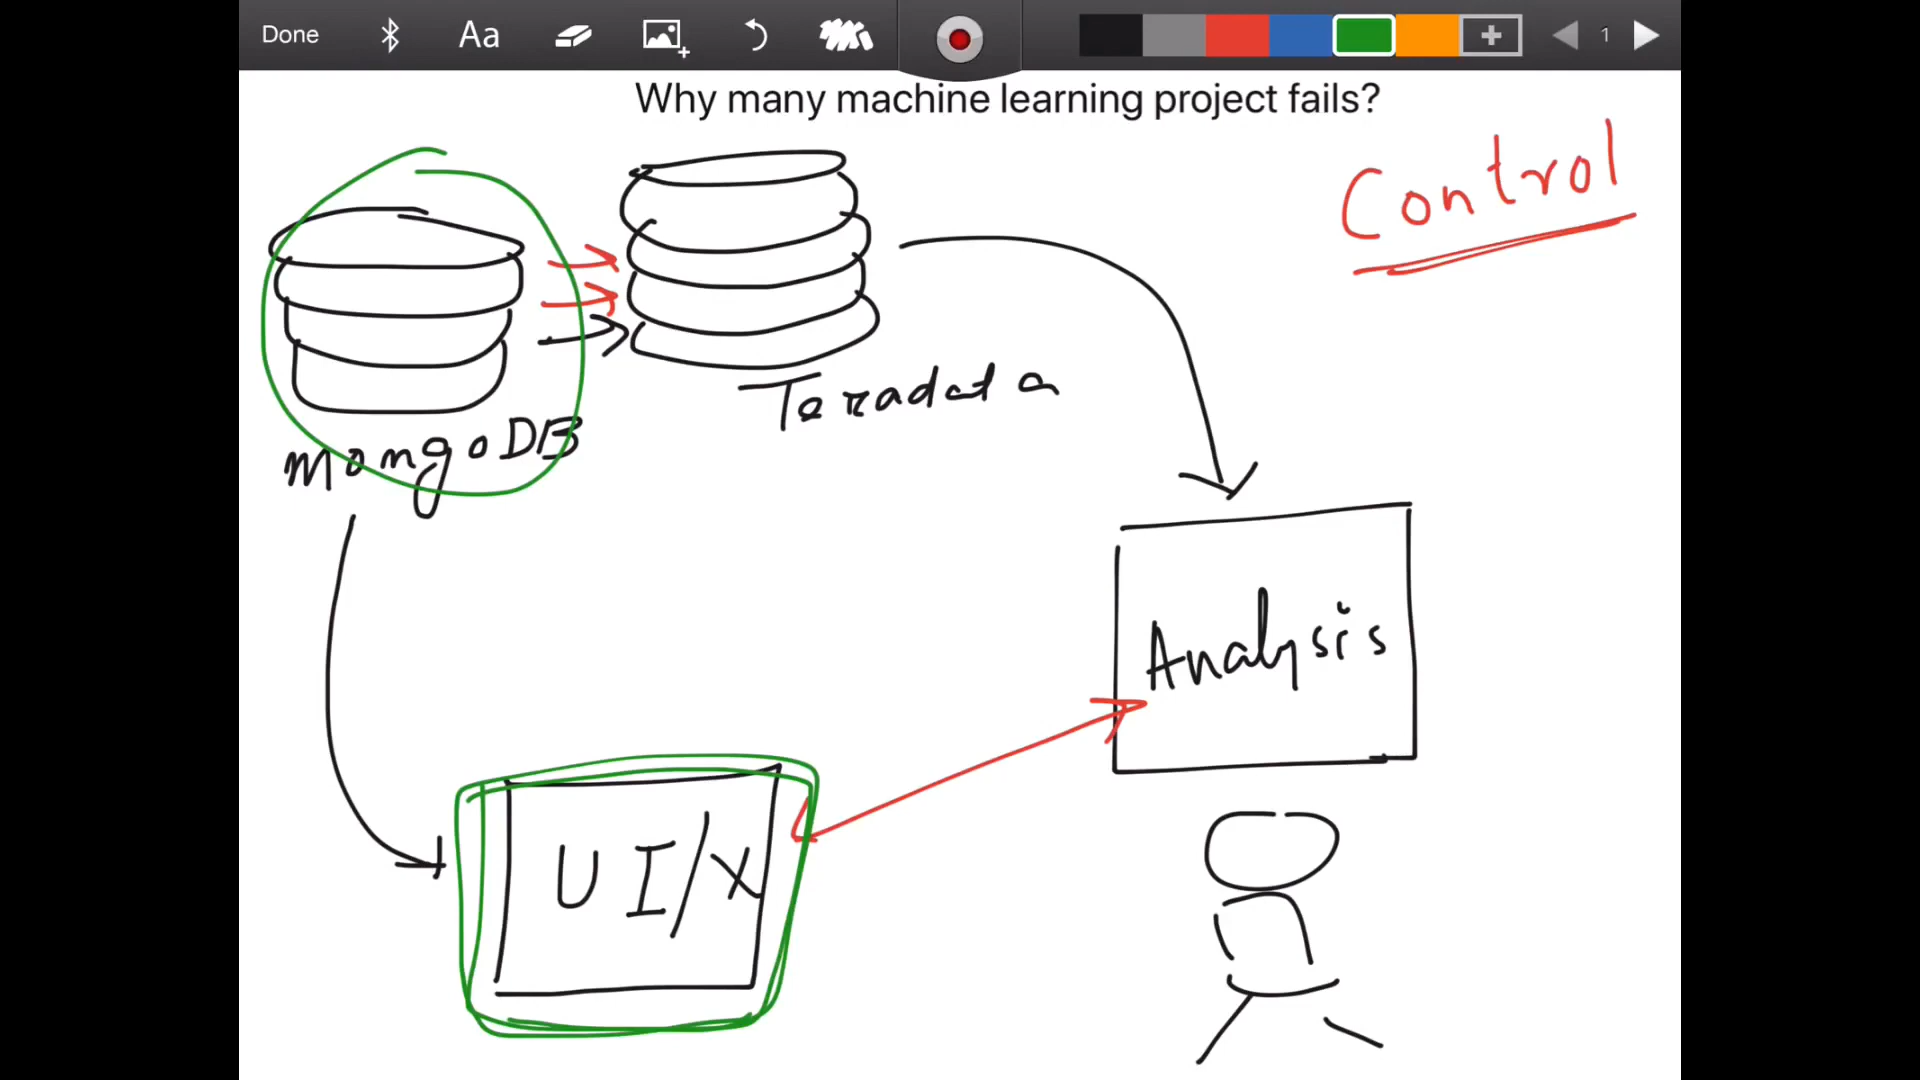 Done
Aa
1
Why many machine learning project fails?
Control
Teradata
MongoDB
Analysis
UI/X